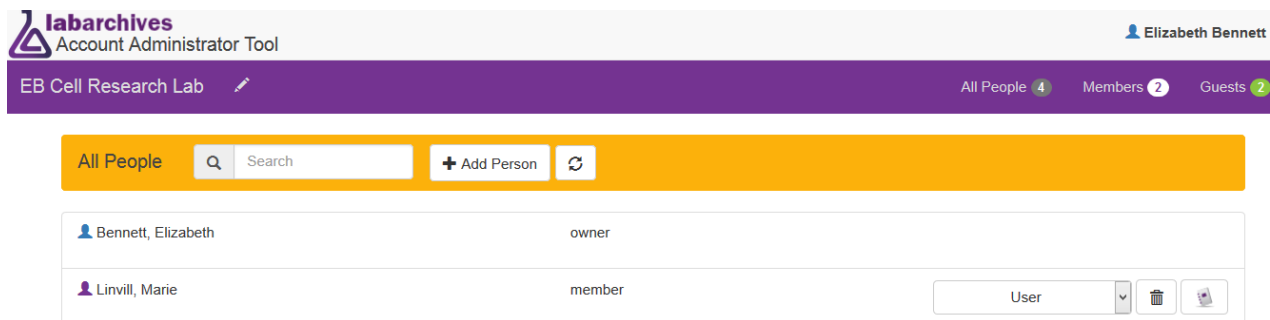 labarchives
Account Administrator Tool
Elizabeth Bennett
EB Cell Research Lab All People 4 Members 2 Guests 2
All People Search Add Person
Bennett, Elizabeth owner
Linvill, Marie member User